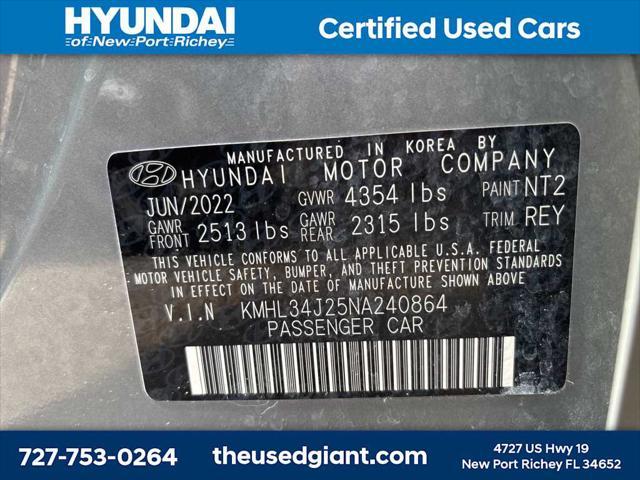 HYUNDAI
of New Port Richey
Certified Used Cars
MANUFACTURED IN KOREA BY
HYUNDAI MOTOR COMPANY
JUN/2022 GVWR 4354 lbs PAINT NT2
GAWR FRONT 2513 lbs GAWR REAR 2315 lbs TRIM REY
THIS VEHICLE CONFORMS TO ALL APPLICABLE U.S.A. FEDERAL
MOTOR VEHICLE SAFETY, BUMPER, AND THEFT PREVENTION STANDARDS
IN EFFECT ON THE DATE OF MANUFACTURE SHOWN ABOVE.
V.I.N KMHL34J25NA240864
PASSENGER CAR
727-753-0264
theusedgiant.com
4727 US Hwy 19
New Port Richey FL 34652